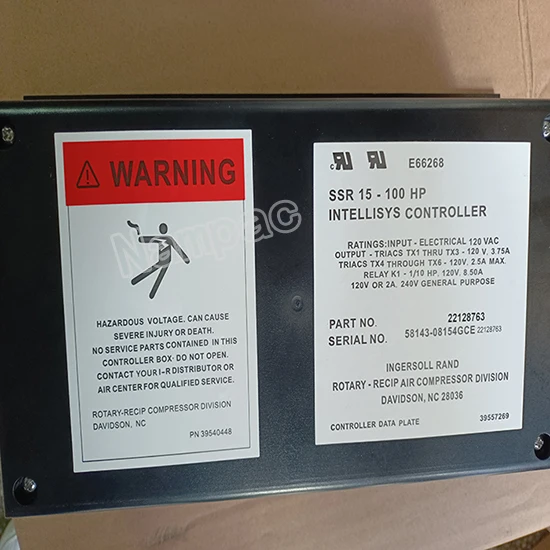 WARNING
HAZARDOUS VOLTAGE. CAN CAUSE
SEVERE INJURY OR DEATH.
NO SERVICE PARTS CONTAINED IN THIS
CONTROLLER BOX. DO NOT OPEN.
CONTACT YOUR I-R DISTRIBUTOR OR
AIR CENTER FOR QUALIFIED SERVICE.
ROTARY-RECIP COMPRESSOR DIVISION
DAVIDSON, NC
PN 39540448
Nompac
E66268
SSR 15 - 100 HP
INTELLISYS CONTROLLER
RATINGS: INPUT - ELECTRICAL 120 VAC
OUTPUT - TRIACS TX1 THRU TX3 - 120 V, 3.75A
TRIACS TX4 THROUGH TX6 - 120V, 2.5A MAX.
RELAY K1 - 1/10 HP, 120V, 8.50A
120V OR 2A, 240V GENERAL PURPOSE
PART NO. 22128763
SERIAL NO. 58143-08154GCE 22128763
INGERSOLL RAND
ROTARY - RECIP AIR COMPRESSOR DIVISION
DAVIDSON, NC 28036
CONTROLLER DATA PLATE 39557269